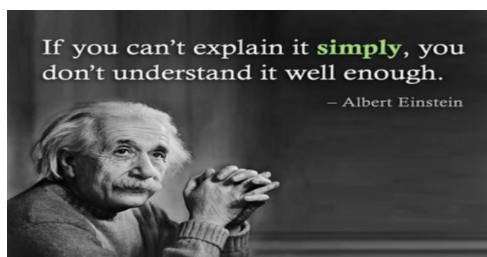 If you can’t explain it simply, you
don’t understand it well enough.
– Albert Einstein